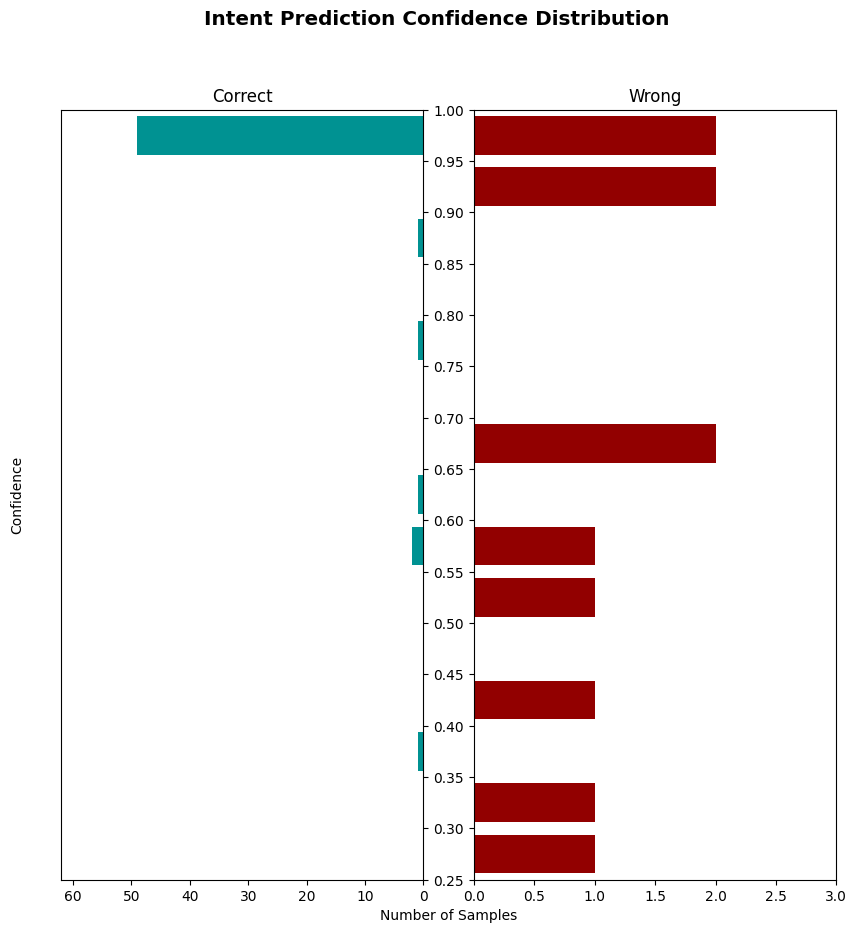 Intent Prediction Confidence Distribution
Correct
Wrong
1.00
0.95
0.90
0.85
0.80
0.75
0.70
0.65
0.60
0.55
0.50
0.45
0.40
0.35
0.30
0.25
Confidence
60 50 40 30 20 10 0
0.0 0.5 1.0 1.5 2.0 2.5 3.0
Number of Samples